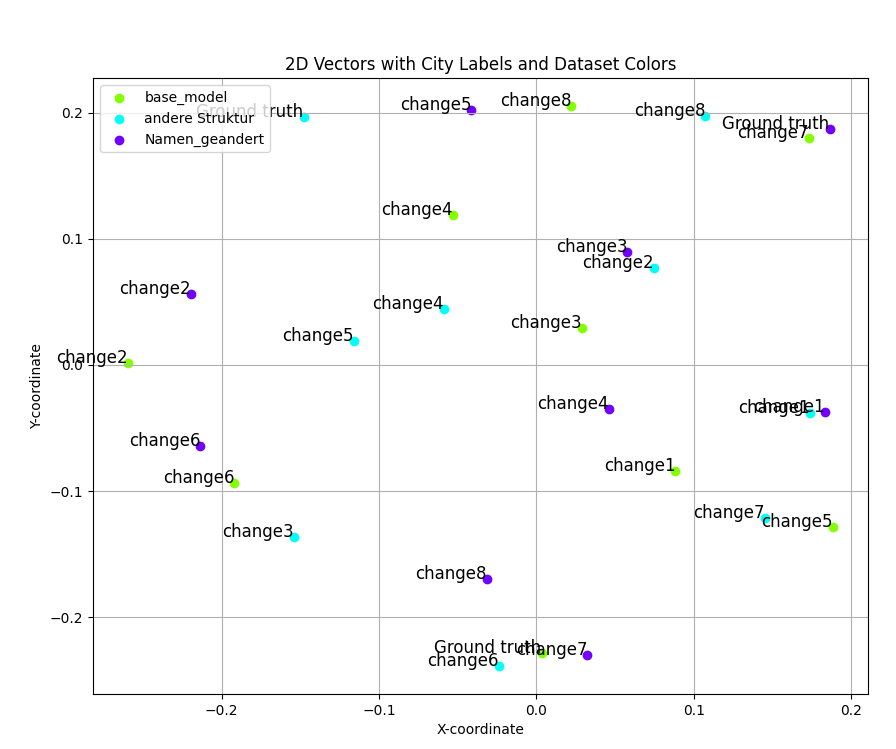 2D Vectors with City Labels and Dataset Colors
base_model
andere Struktur
Namen_geandert
Ground truth
change5
change8
change8
Ground truth
change7
change4
change3
change2
change2
change4
change3
change5
change2
change4
change1
change1
change6
change1
change6
change7
change5
change3
change8
Ground truth
change7
change6
0.2
0.1
0.0
−0.1
−0.2
Y-coordinate
−0.2
−0.1
0.0
0.1
0.2
X-coordinate